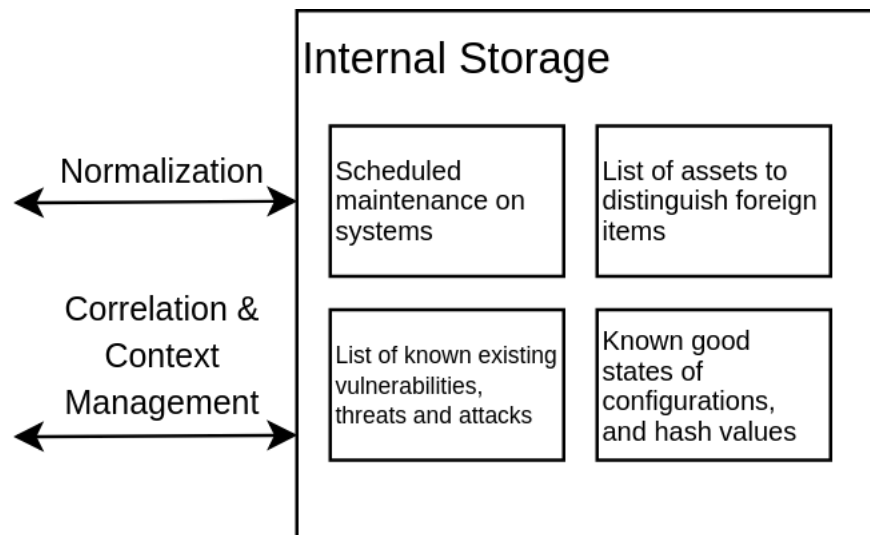 Internal Storage
Normalization
Scheduled
maintenance on
systems
List of assets to
distinguish foreign
items
Correlation &
Context
Management
List of known existing
vulnerabilities,
threats and attacks
Known good
states of
configurations,
and hash values